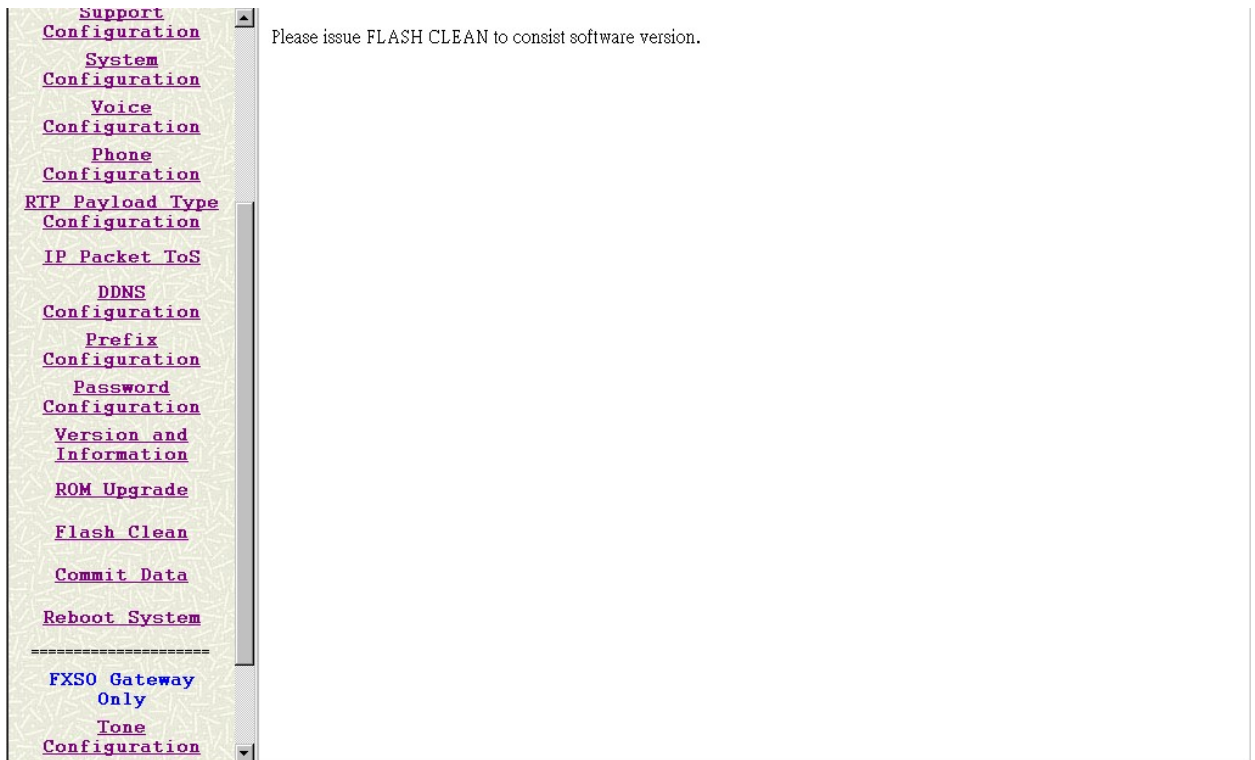 Support
Configuration
System
Configuration
Voice
Configuration
Phone
Configuration
RTP Payload Type
Configuration
IP Packet ToS
DDNS
Configuration
Prefix
Configuration
Password
Configuration
Version and
Information
ROM Upgrade
Flash Clean
Commit Data
Reboot System
=====================
FXSO Gateway
Only
Tone
Configuration
Please issue FLASH CLEAN to consist software version.